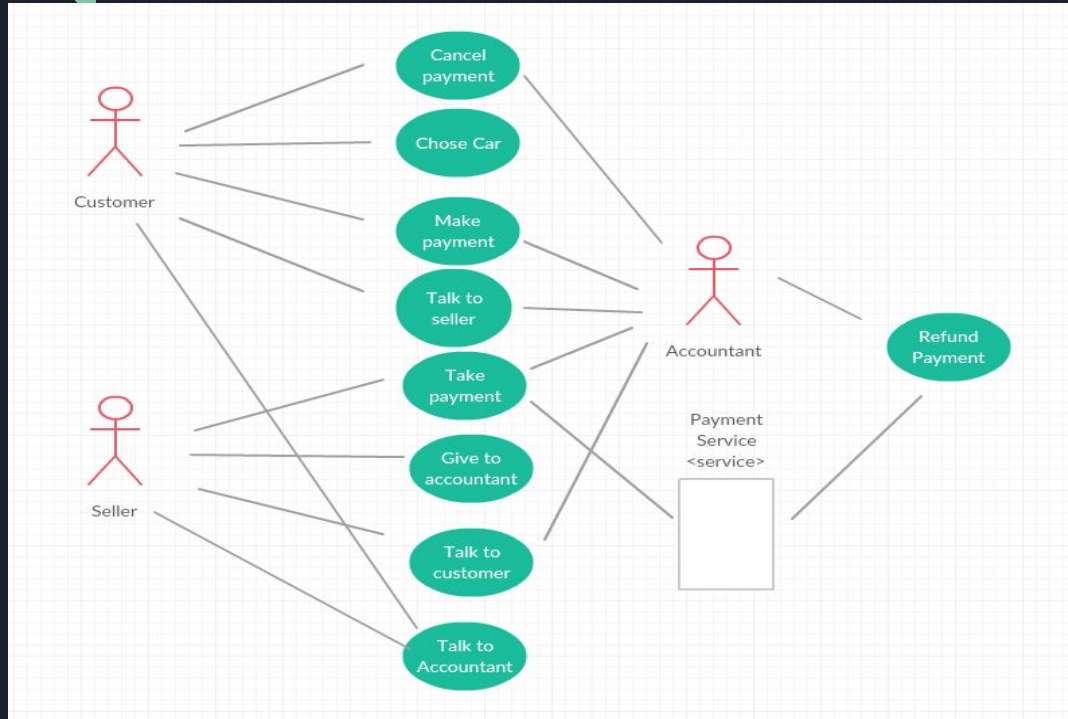 Cancel
payment
Chose Car
Customer
Make
payment
Talk to
seller
Accountant
Refund
Payment
Take
payment
Payment
Service
<service>
Give to
accountant
Seller
Talk to
customer
Talk to
Accountant